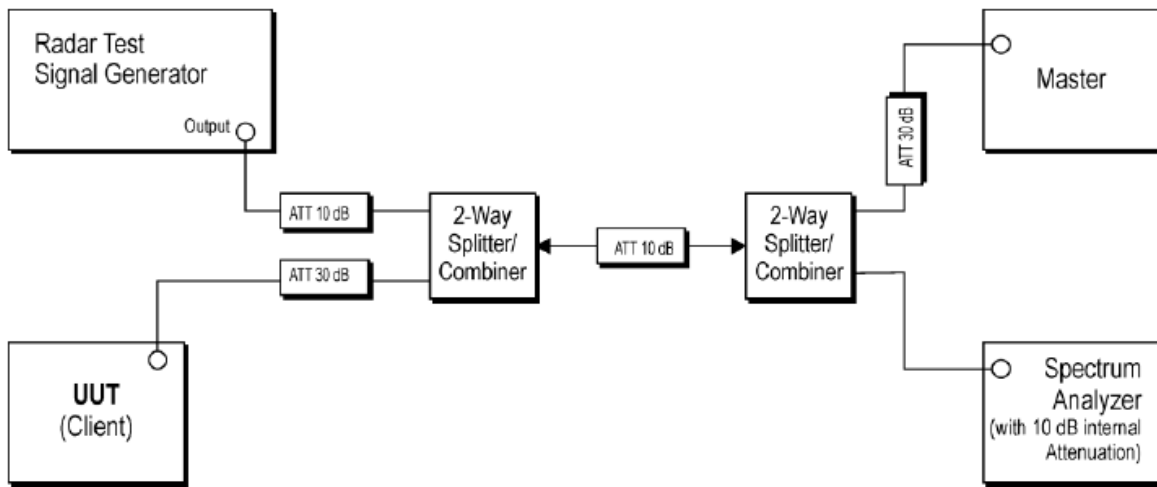 Radar Test
Signal Generator
Output
ATT 10 dB
ATT 30 dB
UUT
(Client)
2-Way
Splitter/
Combiner
ATT 10 dB
2-Way
Splitter/
Combiner
ATT 30 dB
Master
Spectrum
Analyzer
(with 10 dB internal
Attenuation)